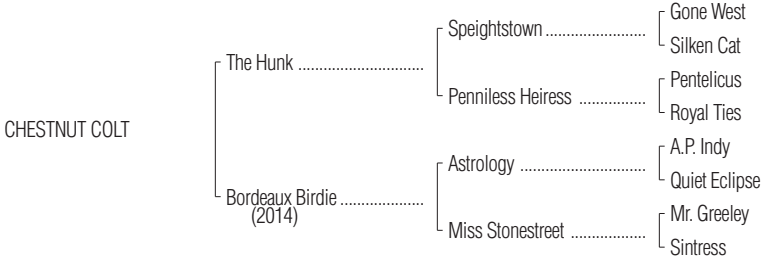 Gone West
Speightstown ........................
Silken Cat
The Hunk ..............................
Pentelicus
Penniless Heiress ................
Royal Ties
CHESTNUT COLT
A.P. Indy
Astrology ..............................
Quiet Eclipse
Bordeaux Birdie ....................
(2014)
Mr. Greeley
Miss Stonestreet ..................
Sintress